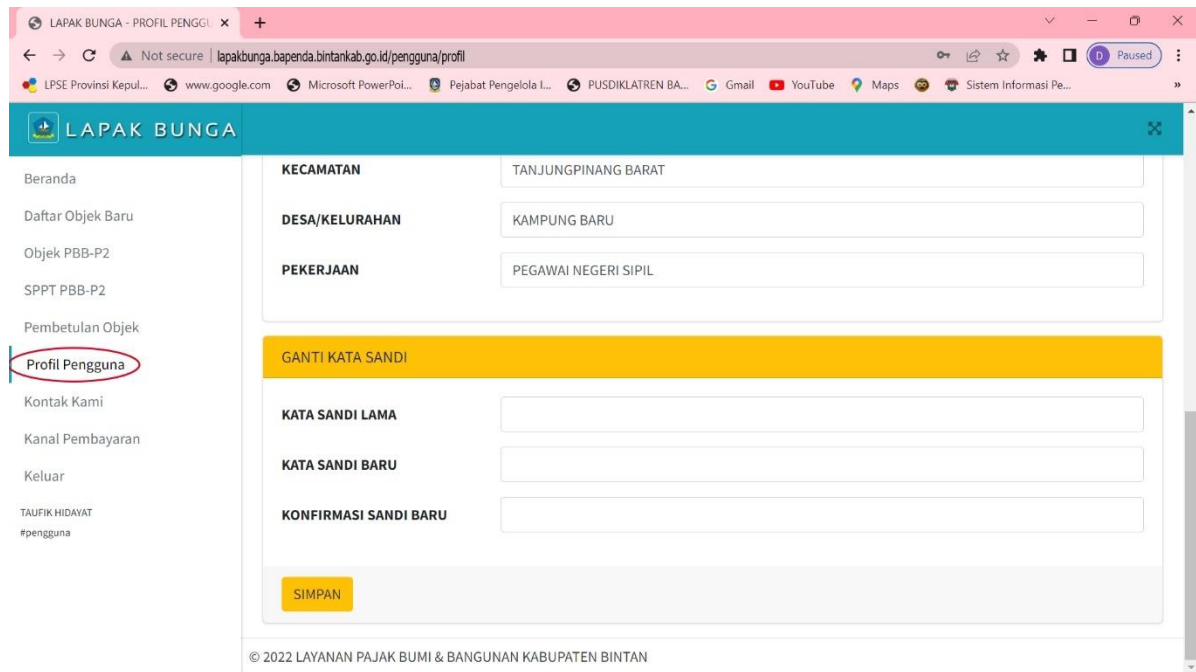 LAPAK BUNGA - PROFIL PENGGU
Not secure lapakbunga.bapenda.bintankab.go.id/pengguna/profil
D Paused
LPSE Provinsi Kepul... www.google.com Microsoft PowerPoi... Pejabat Pengelola I... PUSDIKLATREN BA... G Gmail YouTube Maps Sistem Informasi Pe... »
LAPAK BUNGA
Beranda
Daftar Objek Baru
Objek PBB-P2
SPPT PBB-P2
Pembetulan Objek
Profil Pengguna
Kontak Kami
Kanal Pembayaran
Keluar
TAUFIK HIDAYAT
#pengguna
KECAMATAN TANJUNGPINANG BARAT
DESA/KELURAHAN KAMPUNG BARU
PEKERJAAN PEGAWAI NEGERI SIPIL
GANTI KATA SANDI
KATA SANDI LAMA
KATA SANDI BARU
KONFIRMASI SANDI BARU
SIMPAN
© 2022 LAYANAN PAJAK BUMI & BANGUNAN KABUPATEN BINTAN